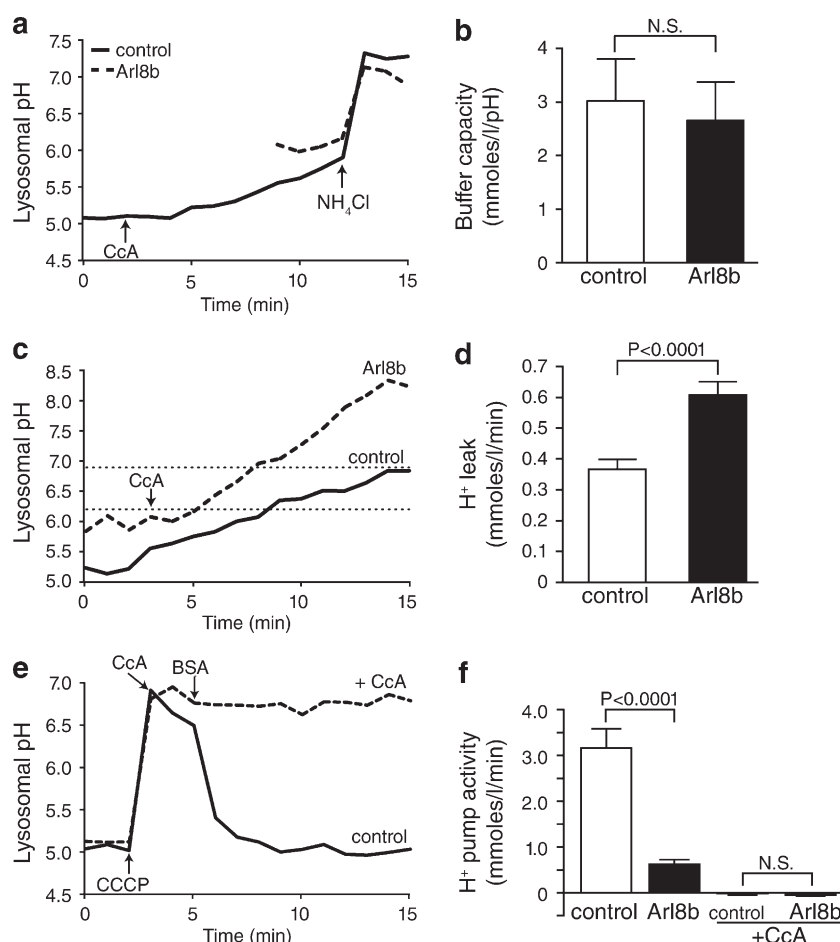 a
7.5
7.0
6.5
6.0
5.5
5.0
4.5
Lysosomal pH
control
Arl8b
CcA
NH4Cl
0
5
10
15
Time (min)
b
N.S.
4
3
2
1
0
Buffer capacity
(mmoles/l/pH)
control
Arl8b
c
8.5
8.0
7.5
7.0
6.5
6.0
5.5
5.0
Lysosomal pH
Arl8b
control
CcA
0
5
10
15
Time (min)
d
P<0.0001
0.7
0.6
0.5
0.4
0.3
0.2
0.1
0
H+ leak
(mmoles/l/min)
control
Arl8b
e
CcA
BSA
+ CcA
7.0
6.5
6.0
5.5
5.0
4.5
Lysosomal pH
control
CCCP
0
5
10
15
Time (min)
f
P<0.0001
4.0
3.0
2.0
1.0
0
H+ pump activity
(mmoles/l/min)
N.S.
control
Arl8b
control
Arl8b
+CcA